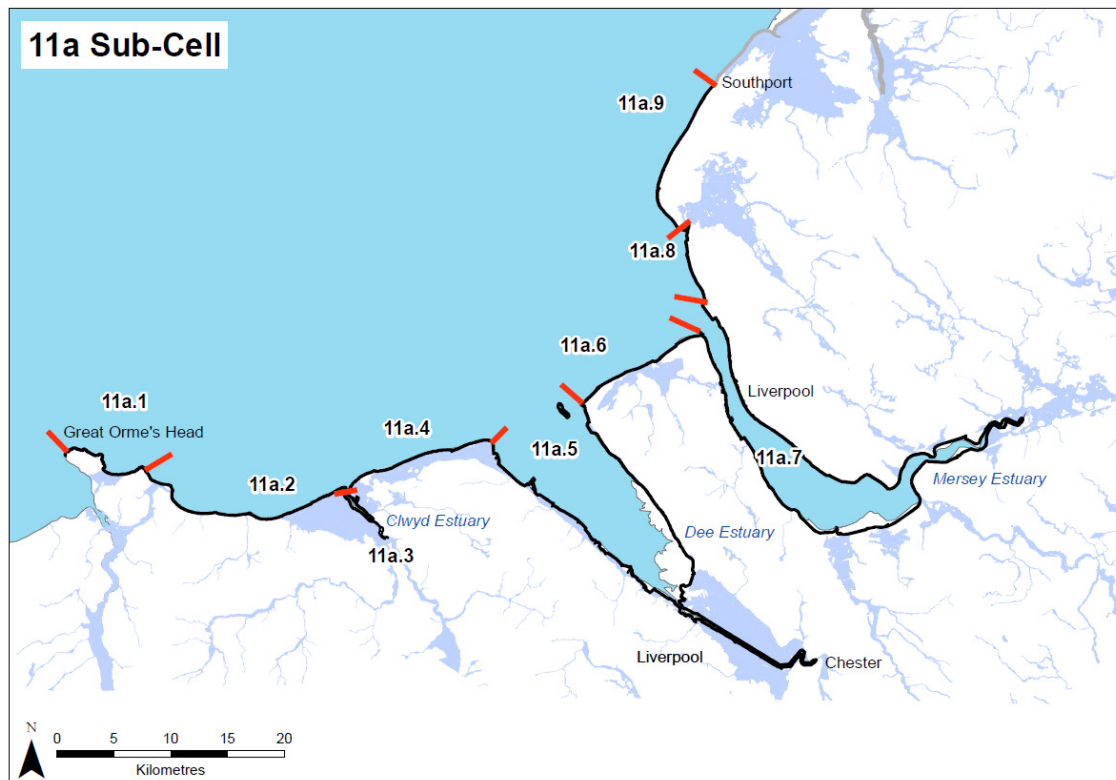 11a Sub-Cell
Southport
11a.9
11a.8
11a.6
11a.1
Great Orme's Head
11a.4
Liverpool
11a.5
11a.7
11a.2
Mersey Estuary
Clwyd Estuary
Dee Estuary
11a.3
Liverpool
Chester
N
0 5 10 15 20
Kilometres